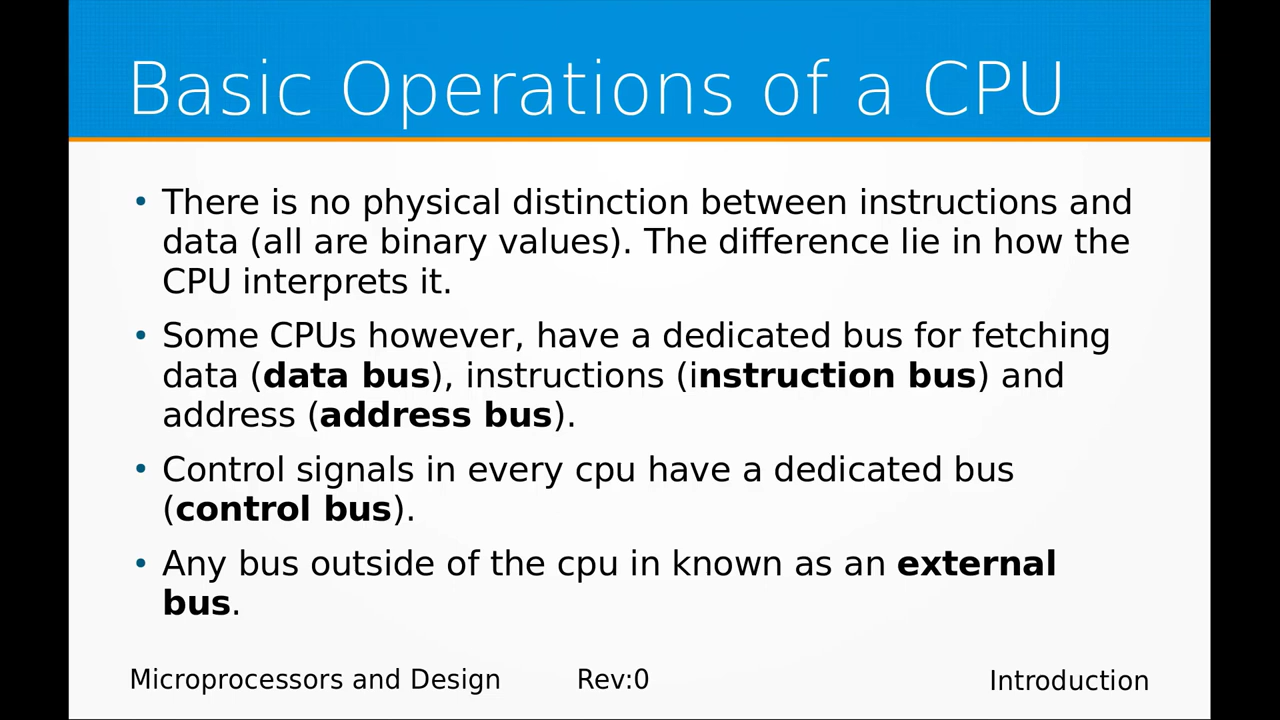 Basic Operations of a CPU
• There is no physical distinction between instructions and
data (all are binary values). The difference lie in how the
CPU interprets it.
• Some CPUs however, have a dedicated bus for fetching
data (data bus), instructions (instruction bus) and
address (address bus).
• Control signals in every cpu have a dedicated bus
(control bus).
• Any bus outside of the cpu in known as an external
bus.
Microprocessors and Design Rev:0 Introduction